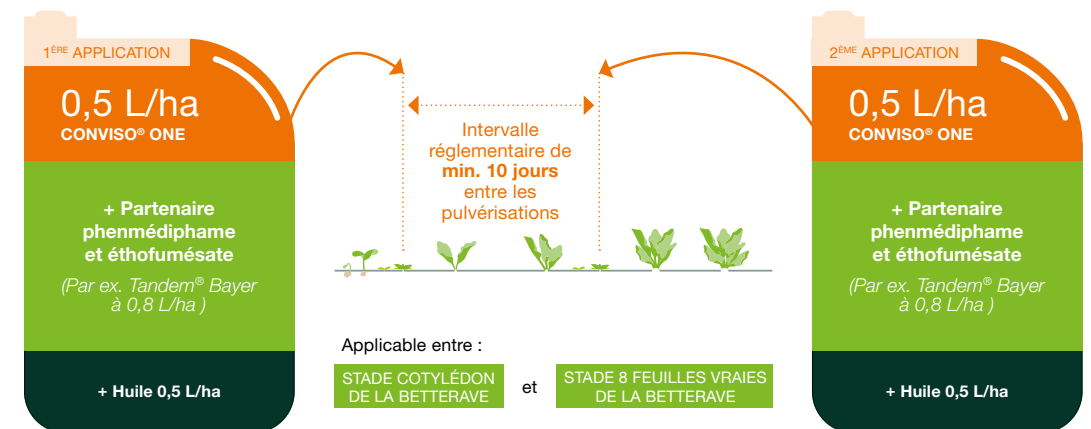 1ÈRE APPLICATION
0,5 L/ha
CONVISO® ONE
+ Partenaire
phenmédiphame
et éthofumésate
(Par ex. Tandem® Bayer
à 0,8 L/ha )
+ Huile 0,5 L/ha
Intervalle
réglementaire de
min. 10 jours
entre les
pulvérisations
Applicable entre :
STADE COTYLÉDON
DE LA BETTERAVE
et
STADE 8 FEUILLES VRAIES
DE LA BETTERAVE
2ÈME APPLICATION
0,5 L/ha
CONVISO® ONE
+ Partenaire
phenmédiphame
et éthofumésate
(Par ex. Tandem® Bayer
à 0,8 L/ha )
+ Huile 0,5 L/ha